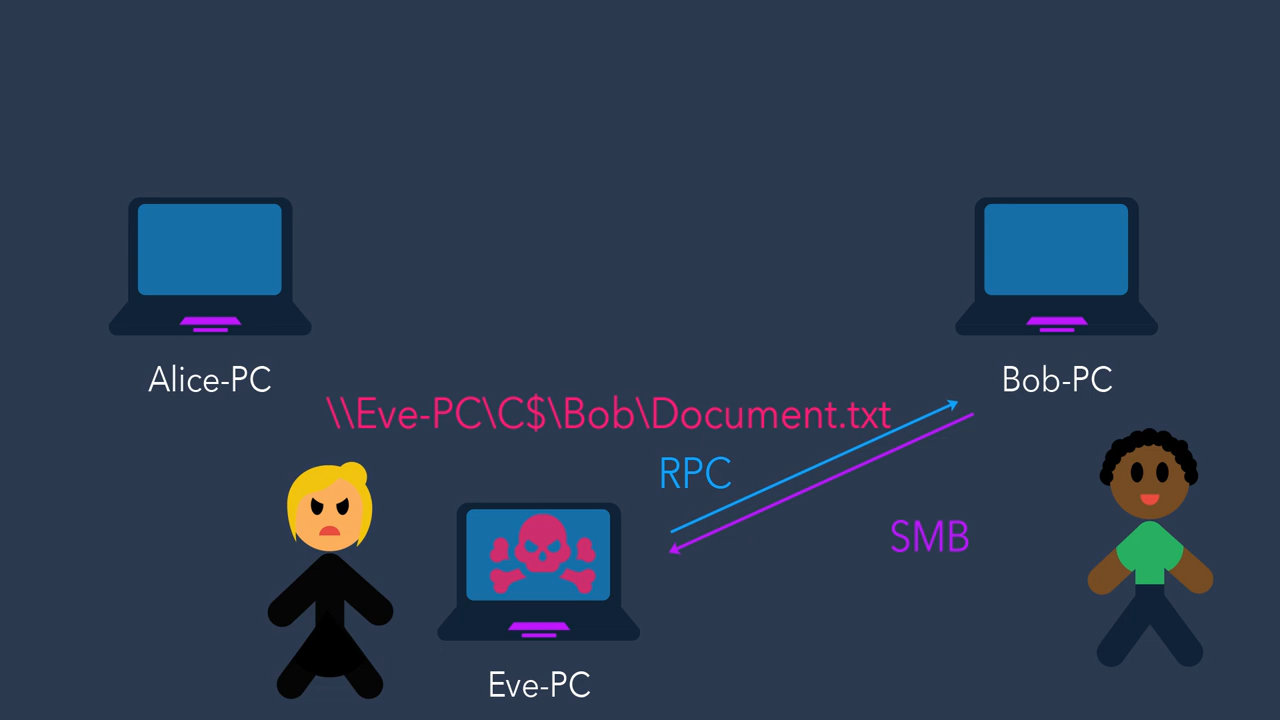 Alice-PC
Bob-PC
\\Eve-PC\C$\Bob\Document.txt
RPC
SMB
Eve-PC